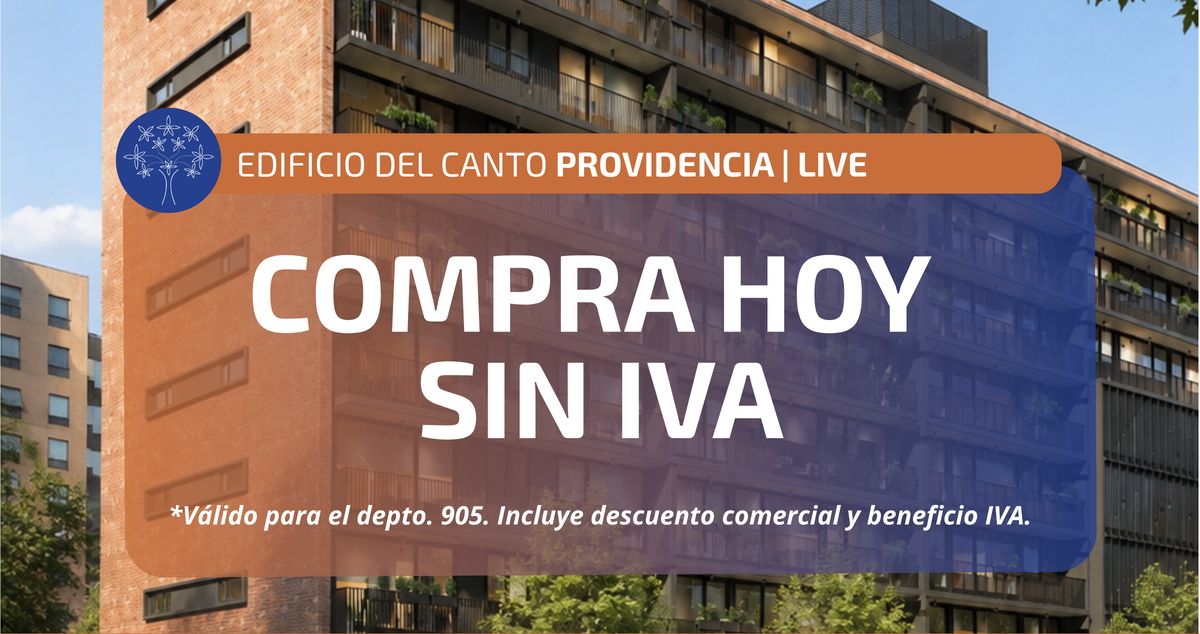 EDIFICIO DEL CANTO PROVIDENCIA | LIVE
COMPRA HOY
SIN IVA
*Válido para el depto. 905. Incluye descuento comercial y beneficio IVA.